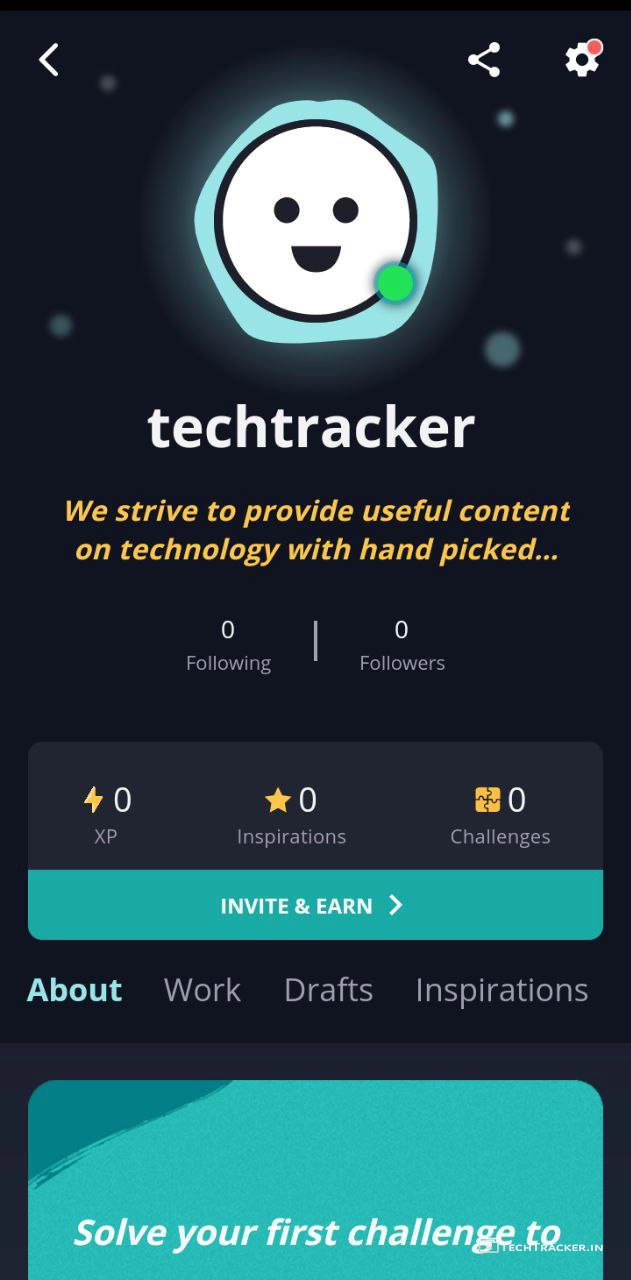 techtracker
We strive to provide useful content
on technology with hand picked...
0 0
Following Followers
0 0 0
XP Inspirations Challenges
INVITE & EARN
About Work Drafts Inspirations
Solve your first challenge to
TECHTRACKER.IN